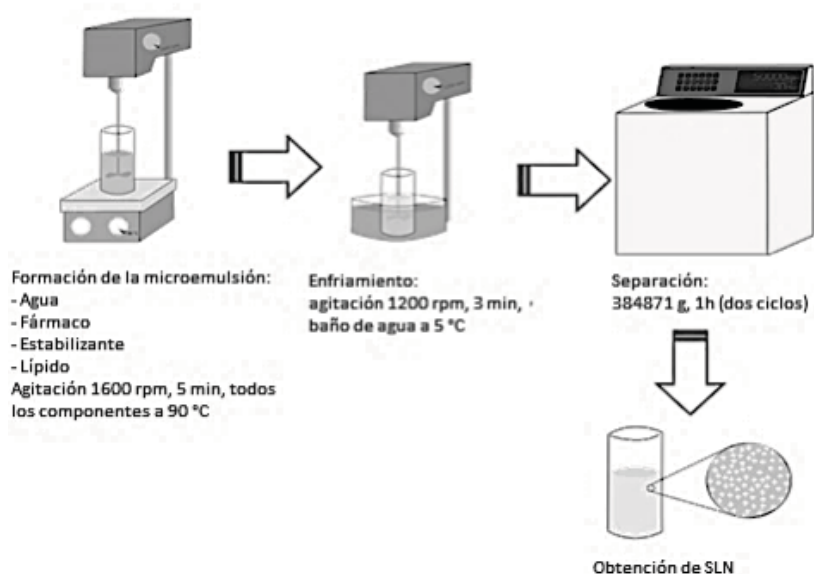 Formación de la microemulsión:
- Agua
- Fármaco
- Estabilizante
- Lípido
Agitación 1600 rpm, 5 min, todos
los componentes a 90 °C
Enfriamiento:
agitación 1200 rpm, 3 min,
baño de agua a 5 °C
Separación:
384871 g, 1h (dos ciclos)
Obtención de SLN